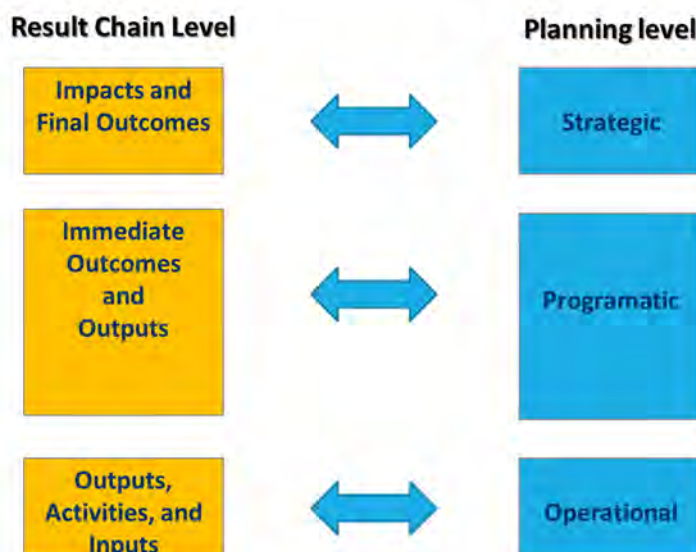 Result Chain Level
Planning level
Impacts and
Final Outcomes
Strategic
Immediate
Outcomes
and
Outputs
Programatic
Outputs,
Activities, and
Inputs
Operational